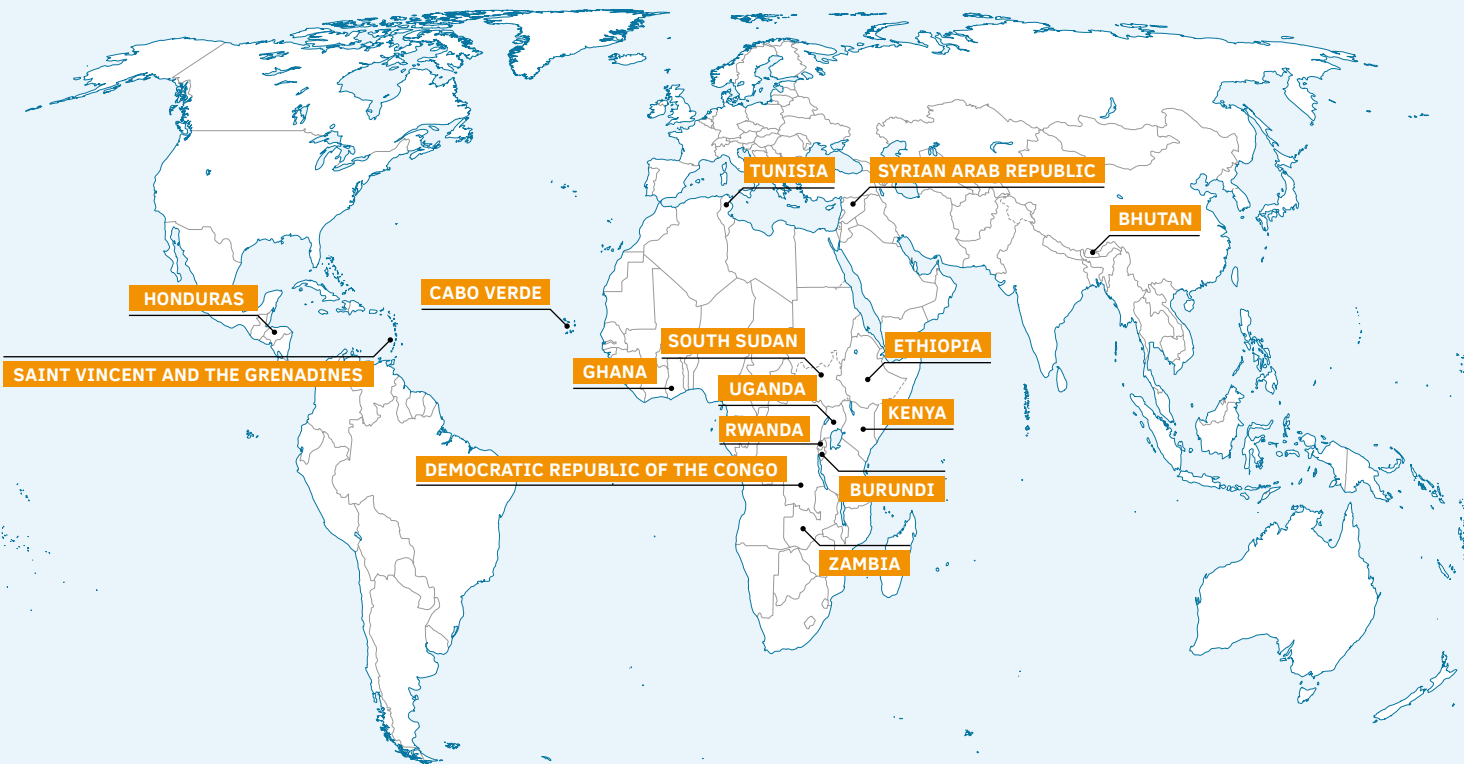 TUNISIA
SYRIAN ARAB REPUBLIC
BHUTAN
HONDURAS
CABO VERDE
SOUTH SUDAN
ETHIOPIA
SAINT VINCENT AND THE GRENADINES
GHANA
UGANDA
KENYA
RWANDA
DEMOCRATIC REPUBLIC OF THE CONGO
BURUNDI
ZAMBIA